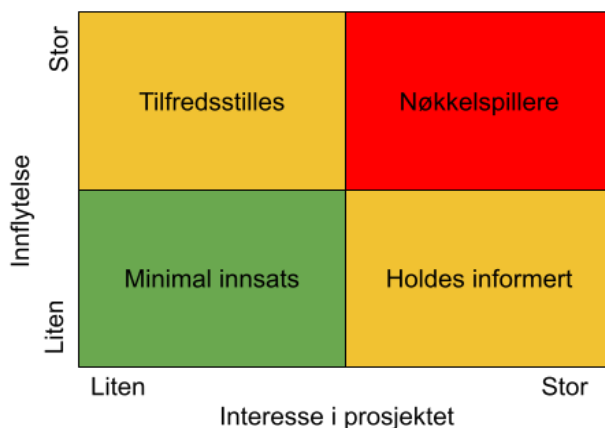 Stor
Tilfredsstilles
Nøkkelspillere
Innflytelse
Minimal innsats
Holdes informert
Liten
Liten
Stor
Interesse i prosjektet